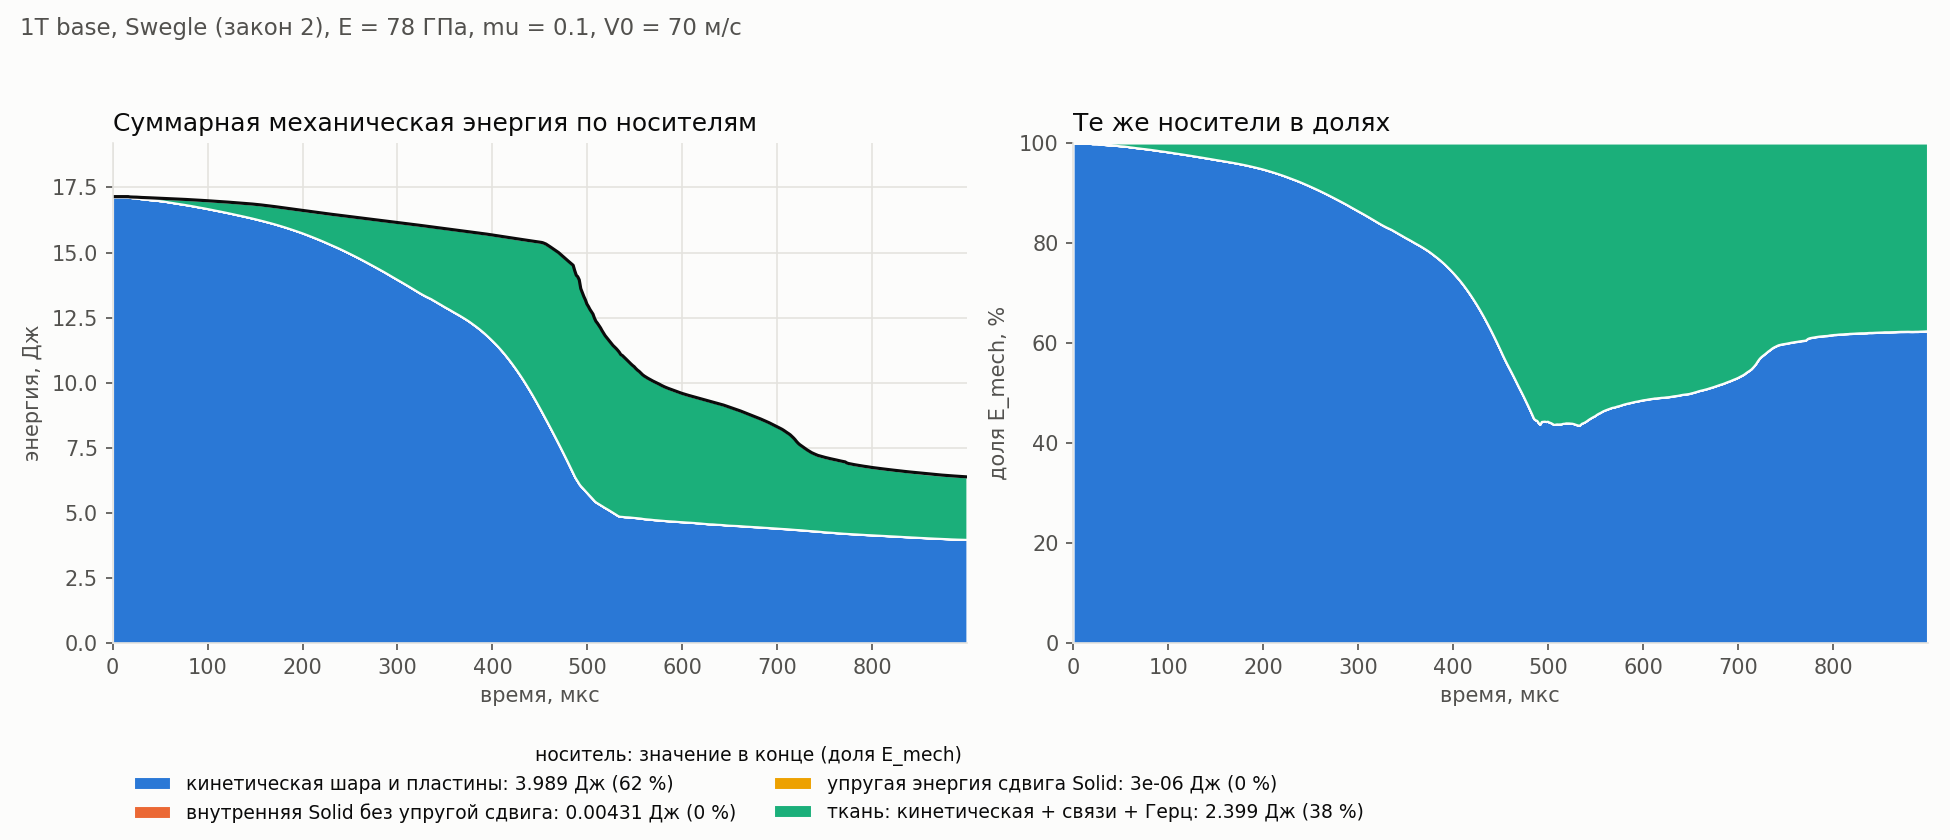 1T base, Swegle (закон 2), E = 78 ГПа, mu = 0.1, V0 = 70 м/с
Суммарная механическая энергия по носителям
энергия, Дж
17.5
15.0
12.5
10.0
7.5
5.0
2.5
0.0
0 100 200 300 400 500 600 700 800
время, мкс
Те же носители в долях
доля E_mech, %
100
80
60
40
20
0
0 100 200 300 400 500 600 700 800
время, мкс
носитель: значение в конце (доля E_mech)
кинетическая шара и пластины: 3.989 Дж (62 %)
внутренняя Solid без упругой сдвига: 0.00431 Дж (0 %)
упругая энергия сдвига Solid: 3e-06 Дж (0 %)
ткань: кинетическая + связи + Герц: 2.399 Дж (38 %)